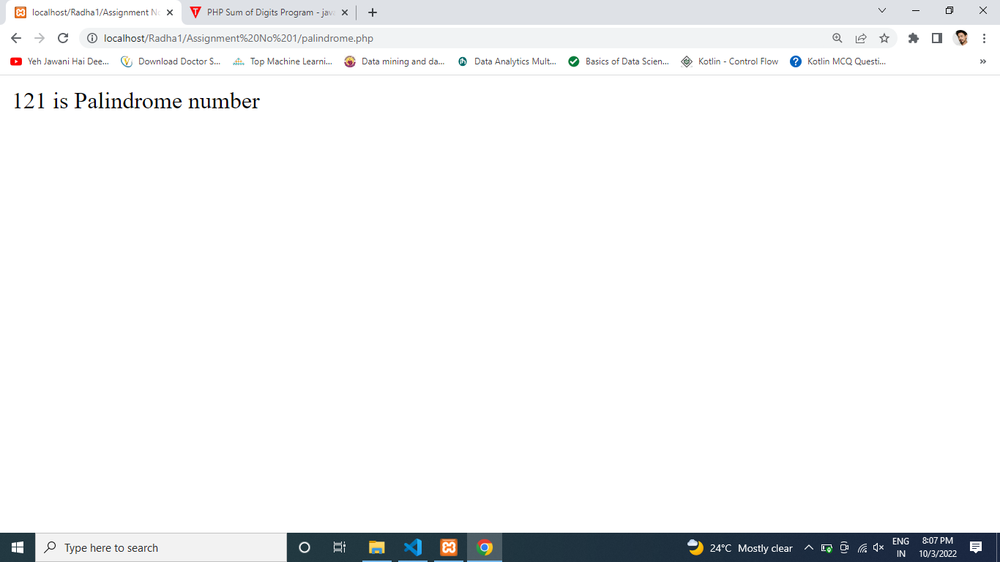 localhost/Radha1/Assignment No
PHP Sum of Digits Program - java
localhost/Radha1/Assignment%20No%201/palindrome.php
Yeh Jawani Hai Dee...
Download Doctor S...
Top Machine Learni...
Data mining and da...
Data Analytics Mult...
Basics of Data Scien...
Kotlin - Control Flow
Kotlin MCQ Questi...
»
121 is Palindrome number
Type here to search
24°C Mostly clear
ENG
IN
8:07 PM
10/3/2022